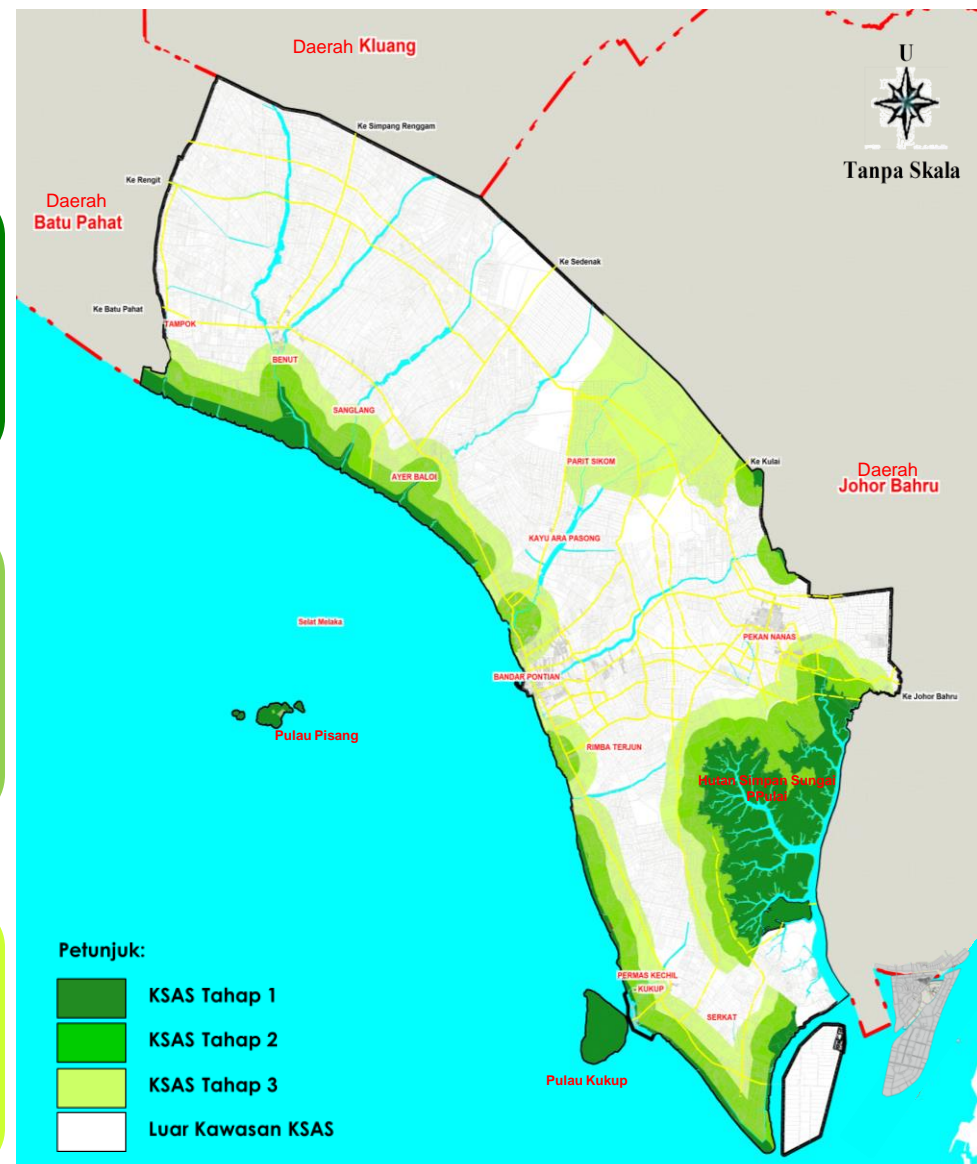 Daerah Kluang
U
Tanpa Skala
Ke Simpang Renggam
Ke Rengit
Daerah
Batu Pahat
Ke Sedenak
Ke Batu Pahat
TAMPOK
BENUT
SANGLANG
AYER BALOI
PARIT SIKOM
Ke Kulai
Daerah
Johor Bahru
KAYU ARA PASONG
Selat Melaka
PEKAN NANAS
BANDAR PONTIAN
Ke Johor Bahru
Pulau Pisang
RIMBA TERJUN
Hutan Simpan Sungai
PPutai
Petunjuk:
KSAS Tahap 1
KSAS Tahap 2
KSAS Tahap 3
Luar Kawasan KSAS
PERMAS KECHIL
- KUKUP
SERKAT
Pulau Kukup